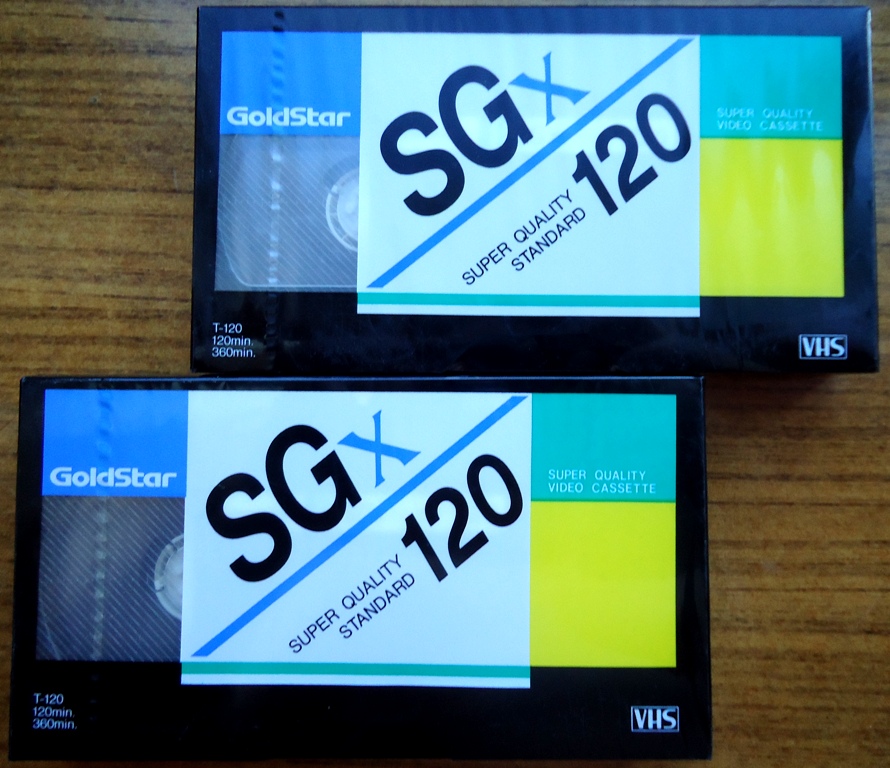 GoldStar
SGX
120
SUPER QUALITY
STANDARD
SUPER QUALITY
VIDEO CASSETTE
T-120
120min.
360min.
VHS
GoldStar
SGX
120
SUPER QUALITY
STANDARD
SUPER QUALITY
VIDEO CASSETTE
T-120
120min.
360min.
VHS